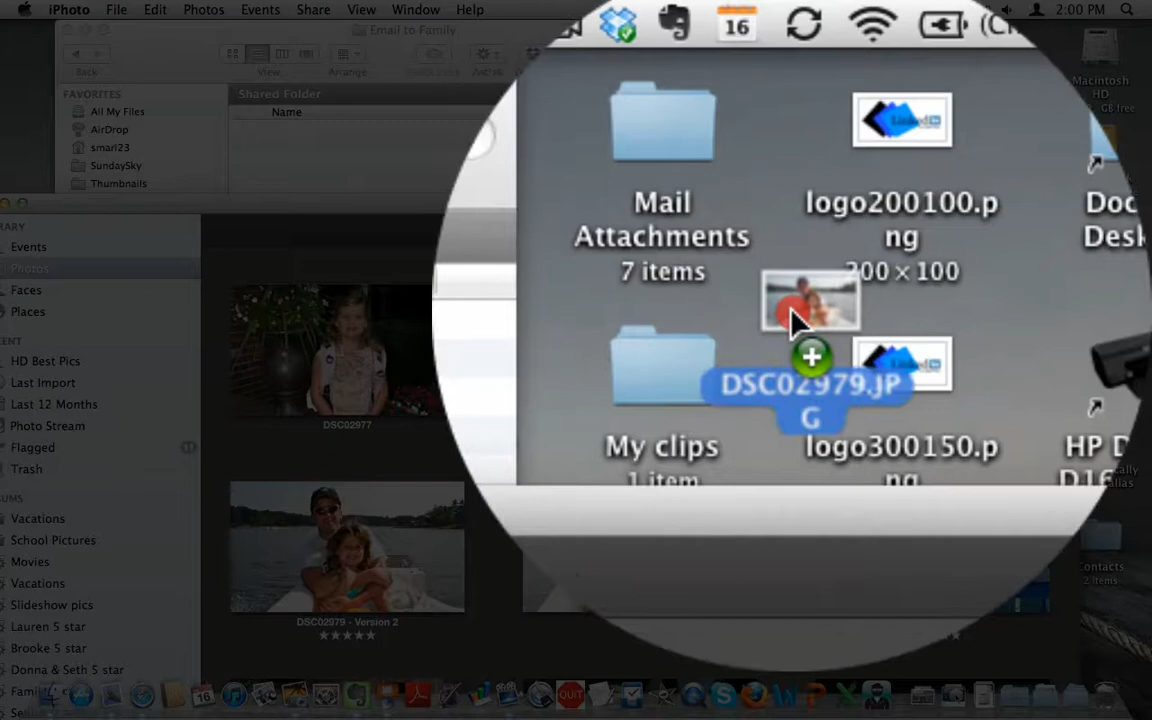 iPhoto File Edit Photos Events Share View Window Help
2:00 PM
16
Email to Family
Back
View
Arrange
FAVORITES
All My Files
AirDrop
smarl23
SundaySky
Thumbnails
Shared Folder
Name
Events
Photos
Faces
Places
HD Best Pics
Last Import
Last 12 Months
Photo Stream
Flagged
Trash
Vacations
School Pictures
Movies
Vacations
Slideshow pics
Lauren 5 star
Brooke 5 star
Donna & Seth 5 star
DSC02977
DSC02979 - Version 2
★★★★★
Mail
Attachments
7 items
logo200100.p
ng
200 × 100
DSC02979.JP
G
My clips
1 item
logo300150.p
ng
Macintosh
HD
GB free
Contacts
2 items
16
QUIT